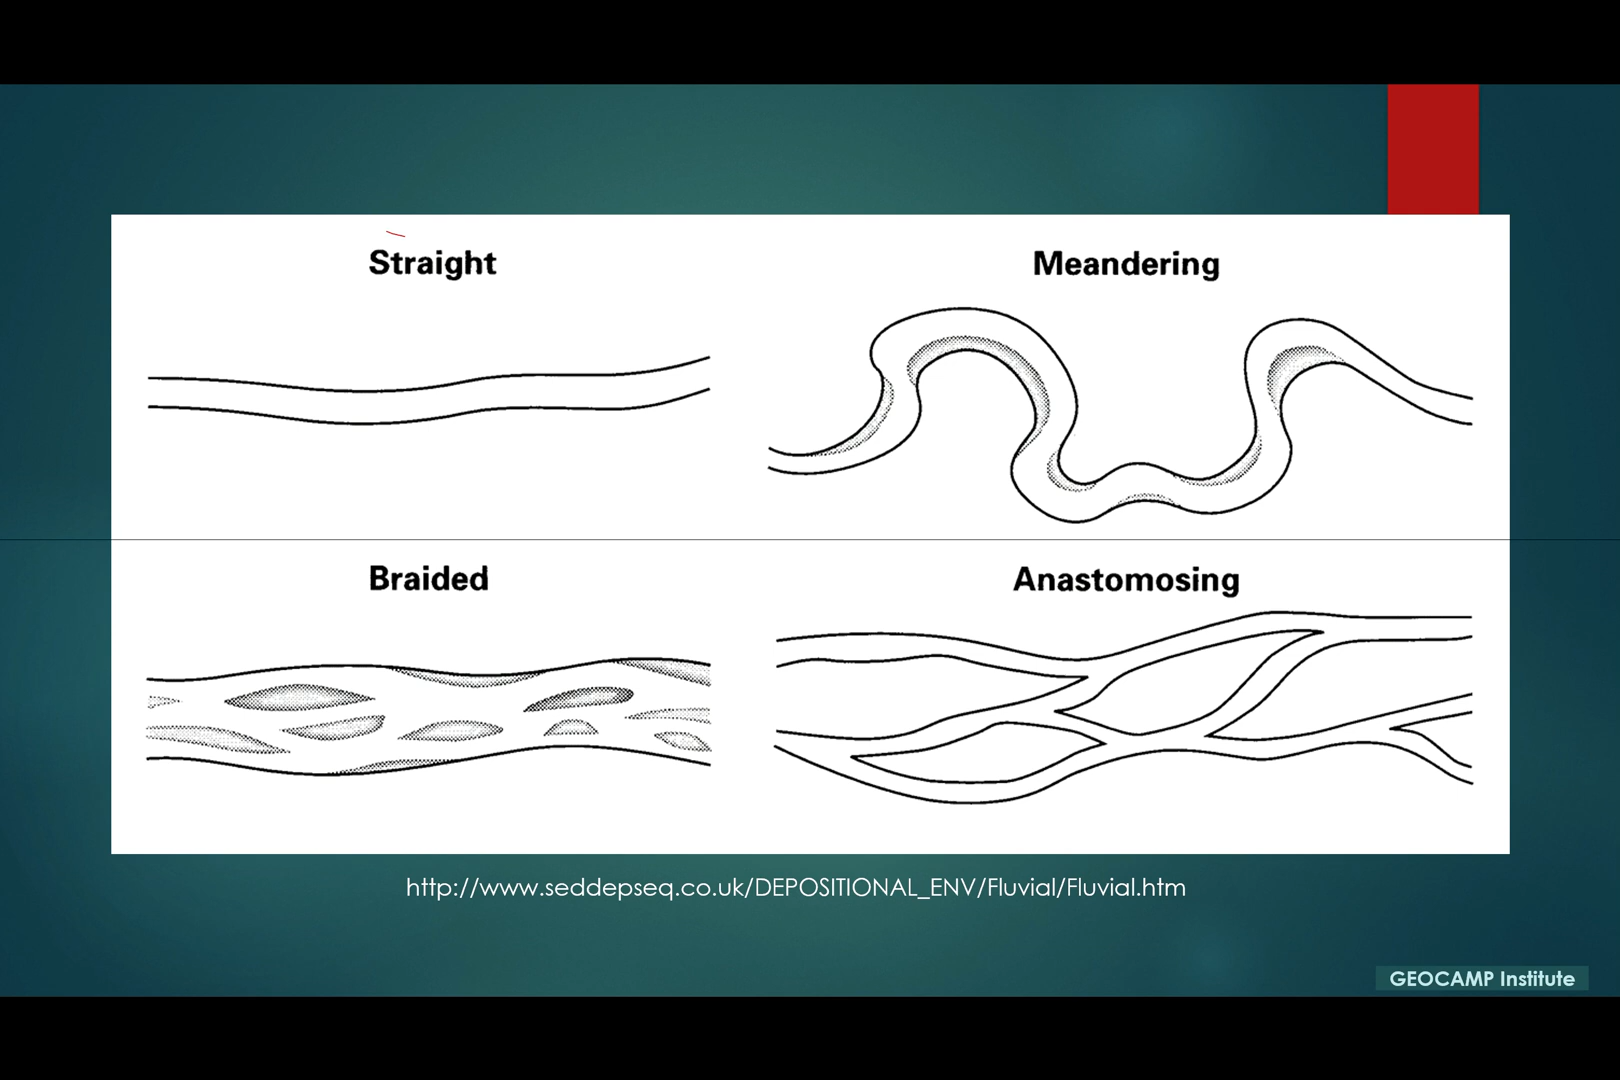 Straight
Meandering
Braided
Anastomosing
http://www.seddepseq.co.uk/DEPOSITIONAL_ENV/Fluvial/Fluvial.htm
GEOCAMP Institute